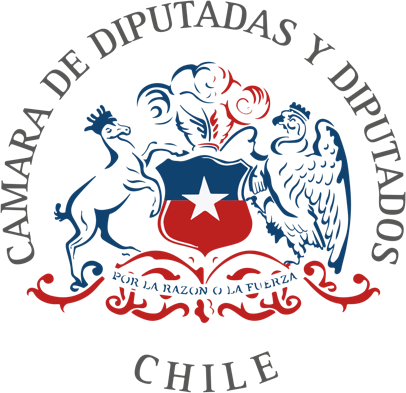 CAMARA DE DIPUTADAS Y DIPUTADOS
POR LA RAZON O LA FUERZA
CHILE